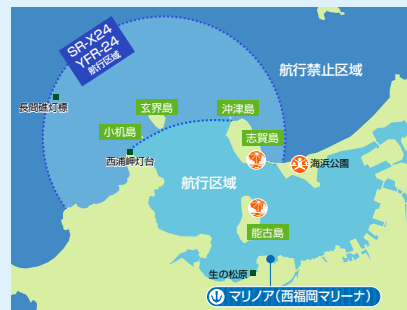 SR-X24
YFR-24
航行区域
航行禁止区域
長間礁灯標
玄界島
沖津島
小机島
志賀島
西浦岬灯台
海浜公園
航行区域
能古島
生の松原
マリノア(西福岡マリーナ)